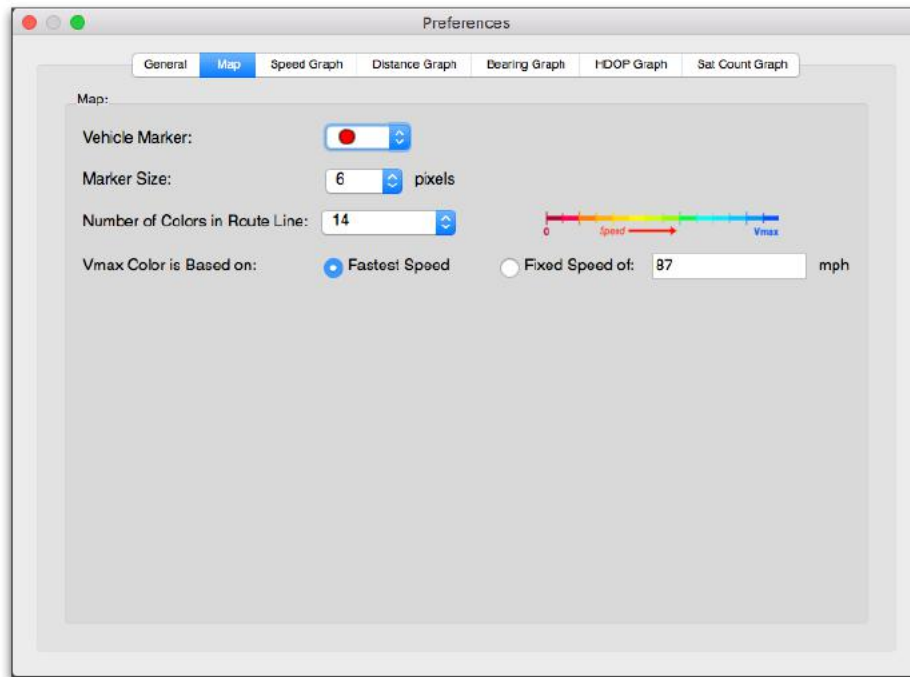 Preferences
General Map Speed Graph Distance Graph Bearing Graph HDOP Graph Sat Count Graph
Map:
Vehicle Marker:
Marker Size: 6 pixels
Number of Colors in Route Line: 14
0 Speed Vmax
Vmax Color is Based on: Fastest Speed Fixed Speed of: 87 mph